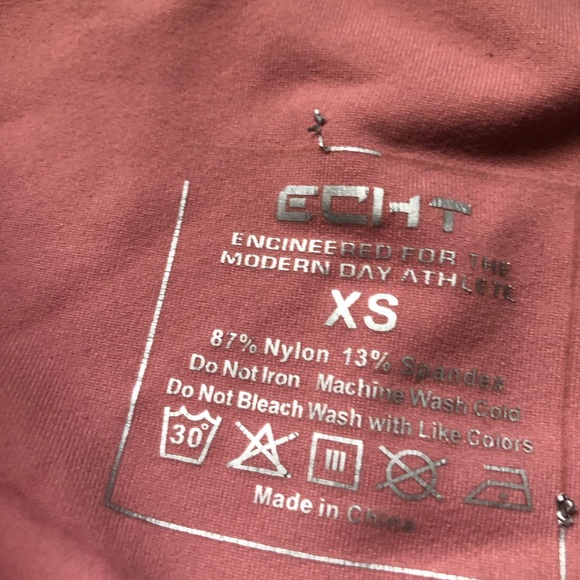 ECHT
ENGINEERED FOR THE
MODERN DAY ATHLETE
XS
87% Nylon 13% Spandex
Do Not Iron Machine Wash Cold
Do Not Bleach Wash with Like Colors
30°
Made in China